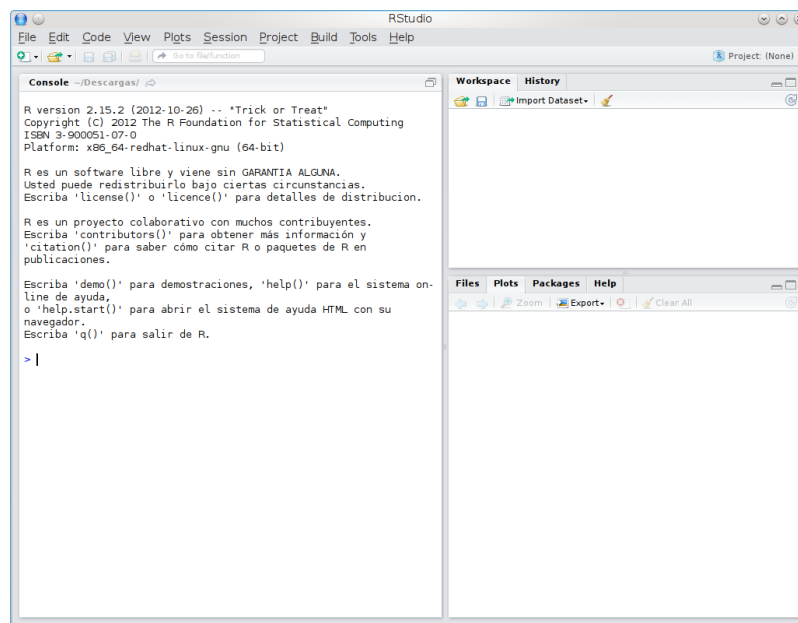 RStudio
File Edit Code View Plots Session Project Build Tools Help
Go to file/function
Project: (None)
Console ~/Descargas/
R version 2.15.2 (2012-10-26) -- "Trick or Treat"
Copyright (C) 2012 The R Foundation for Statistical Computing
ISBN 3-900051-07-0
Platform: x86_64-redhat-linux-gnu (64-bit)
R es un software libre y viene sin GARANTIA ALGUNA.
Usted puede redistribuirlo bajo ciertas circunstancias.
Escriba 'license()' o 'licence()' para detalles de distribucion.
R es un proyecto colaborativo con muchos contribuyentes.
Escriba 'contributors()' para obtener más información y
'citation()' para saber cómo citar R o paquetes de R en
publicaciones.
Escriba 'demo()' para demostraciones, 'help()' para el sistema on-
line de ayuda,
o 'help.start()' para abrir el sistema de ayuda HTML con su
navegador.
Escriba 'q()' para salir de R.
>
Workspace History
Import Dataset
Files Plots Packages Help
Zoom Export Clear All